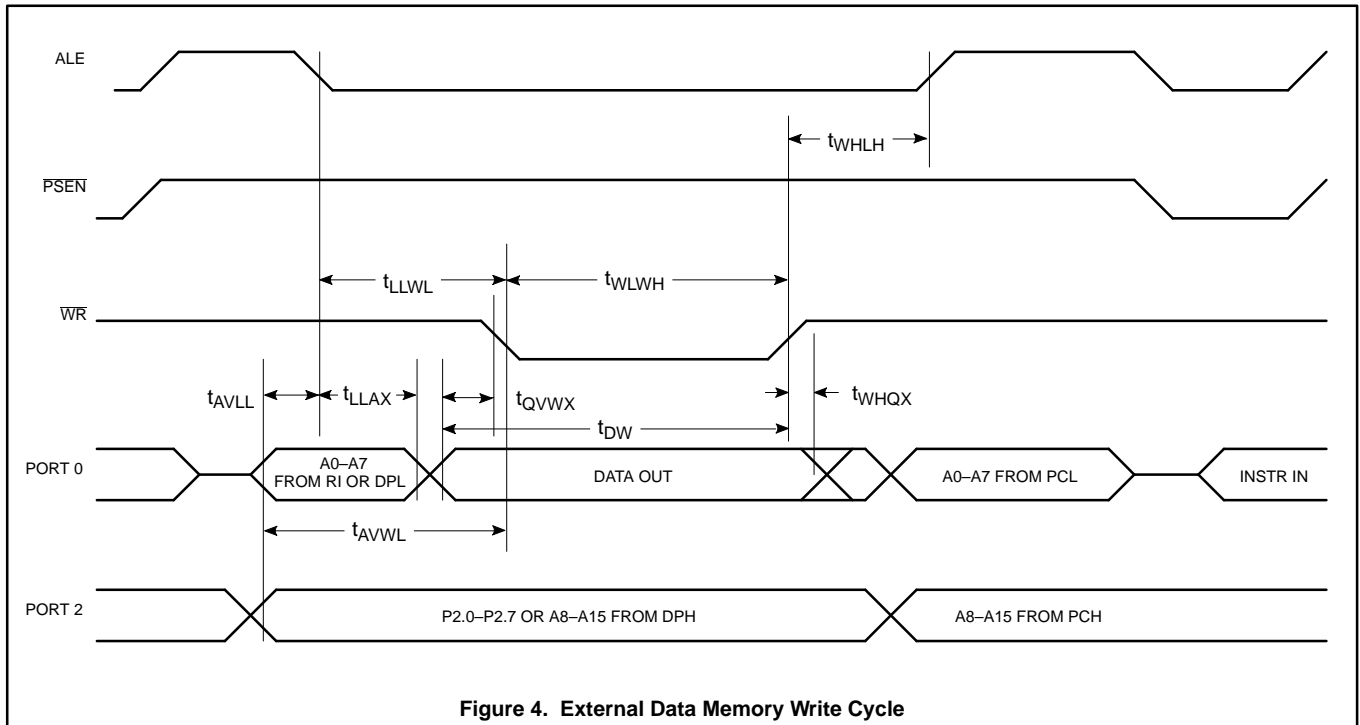 ALE
tWHLH
PSEN
tLLWL
tWLWH
WR
tAVLL
tLLAX
tQVWX
tWHQX
tDW
PORT 0
A0–A7
FROM RI OR DPL
DATA OUT
A0–A7 FROM PCL
INSTR IN
tAVWL
PORT 2
P2.0–P2.7 OR A8–A15 FROM DPH
A8–A15 FROM PCH
Figure 4. External Data Memory Write Cycle